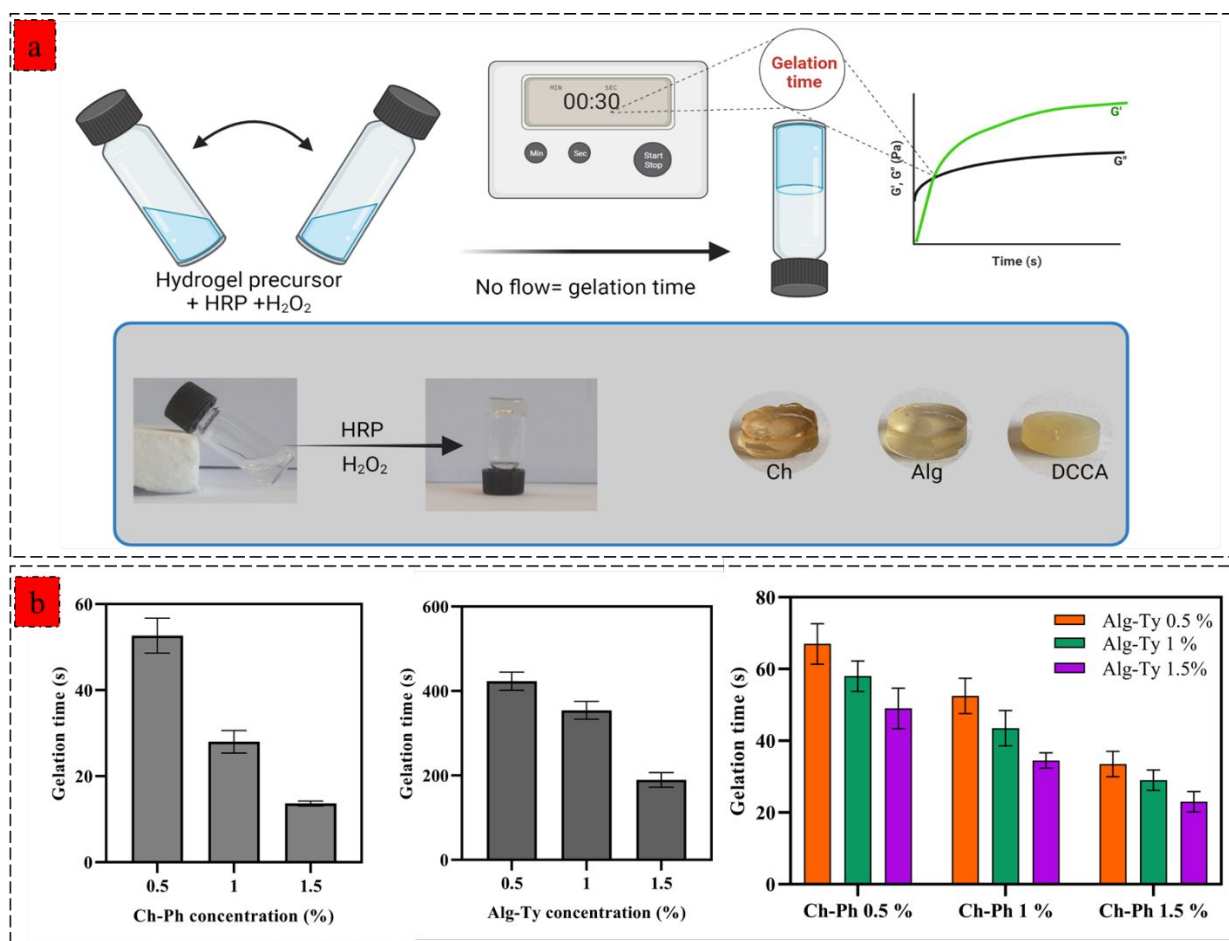 a
MIN SEC
00:30
Min
Sec
Start
Stop
Gelation
time
G', G" (Pa)
G'
G"
Time (s)
Hydrogel precursor
+ HRP +H₂O₂
No flow= gelation time
HRP
H₂O₂
Ch
Alg
DCCA
b
Gelation time (s)
60
40
20
0
0.5 1 1.5
Ch-Ph concentration (%)
Gelation time (s)
600
400
200
0
0.5 1 1.5
Alg-Ty concentration (%)
Gelation time (s)
80
60
40
20
0
Alg-Ty 0.5 %
Alg-Ty 1 %
Alg-Ty 1.5%
Ch-Ph 0.5 % Ch-Ph 1 % Ch-Ph 1.5 %